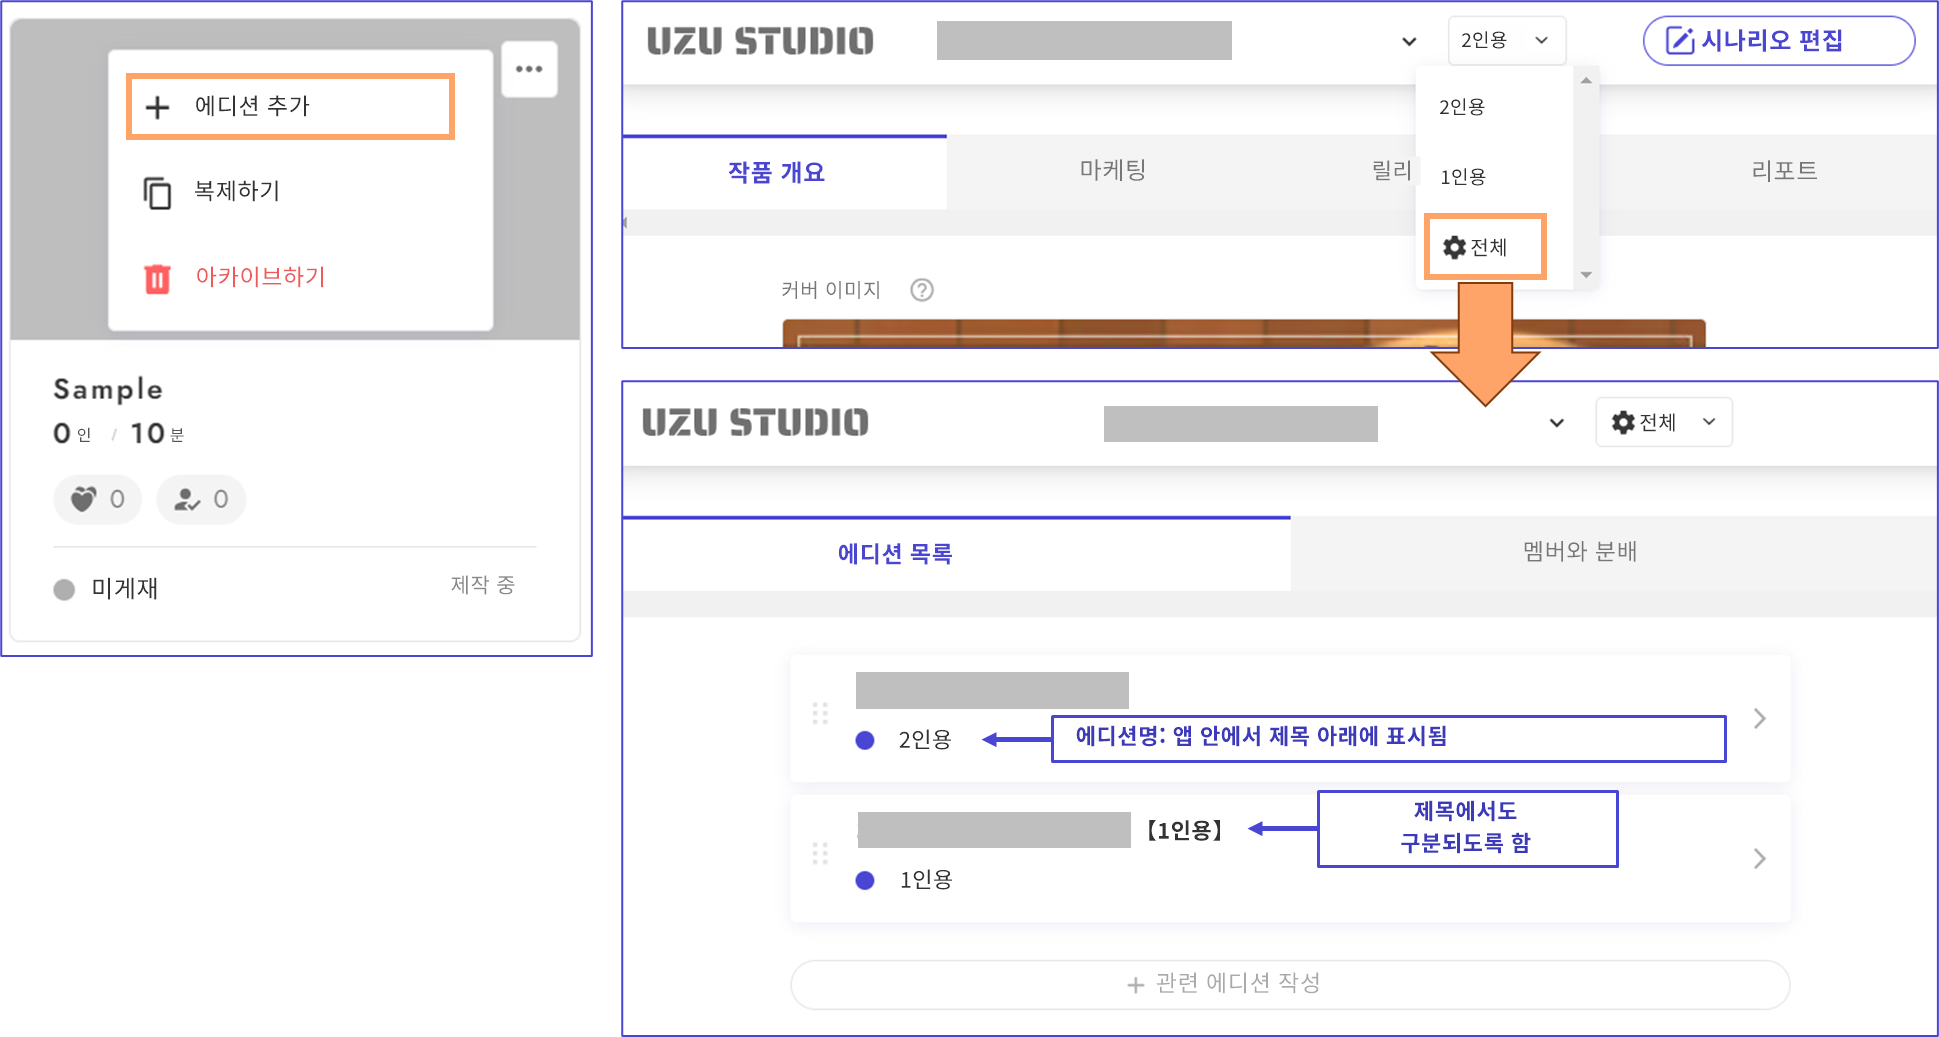 에디션 추가
복제하기
아카이브하기
Sample
0 인 / 10 분
0 0
미게재 제작 중
UZU STUDIO 2인용 시나리오 편집
2인용
1인용
전체
작품 개요 마케팅 릴리 리포트
커버 이미지
UZU STUDIO 전체
에디션 목록 멤버와 분배
2인용
에디션명: 앱 안에서 제목 아래에 표시됨
【1인용】
제목에서도
구분되도록 함
1인용
관련 에디션 작성